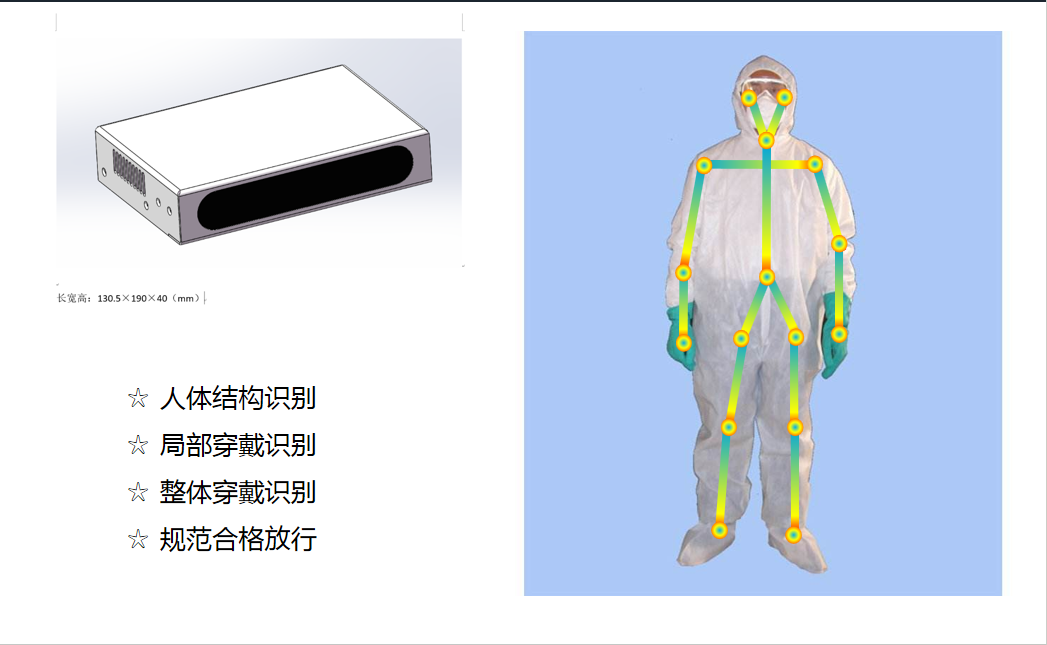 长宽高：130.5×190×40（mm）
☆ 人体结构识别
☆ 局部穿戴识别
☆ 整体穿戴识别
☆ 规范合格放行